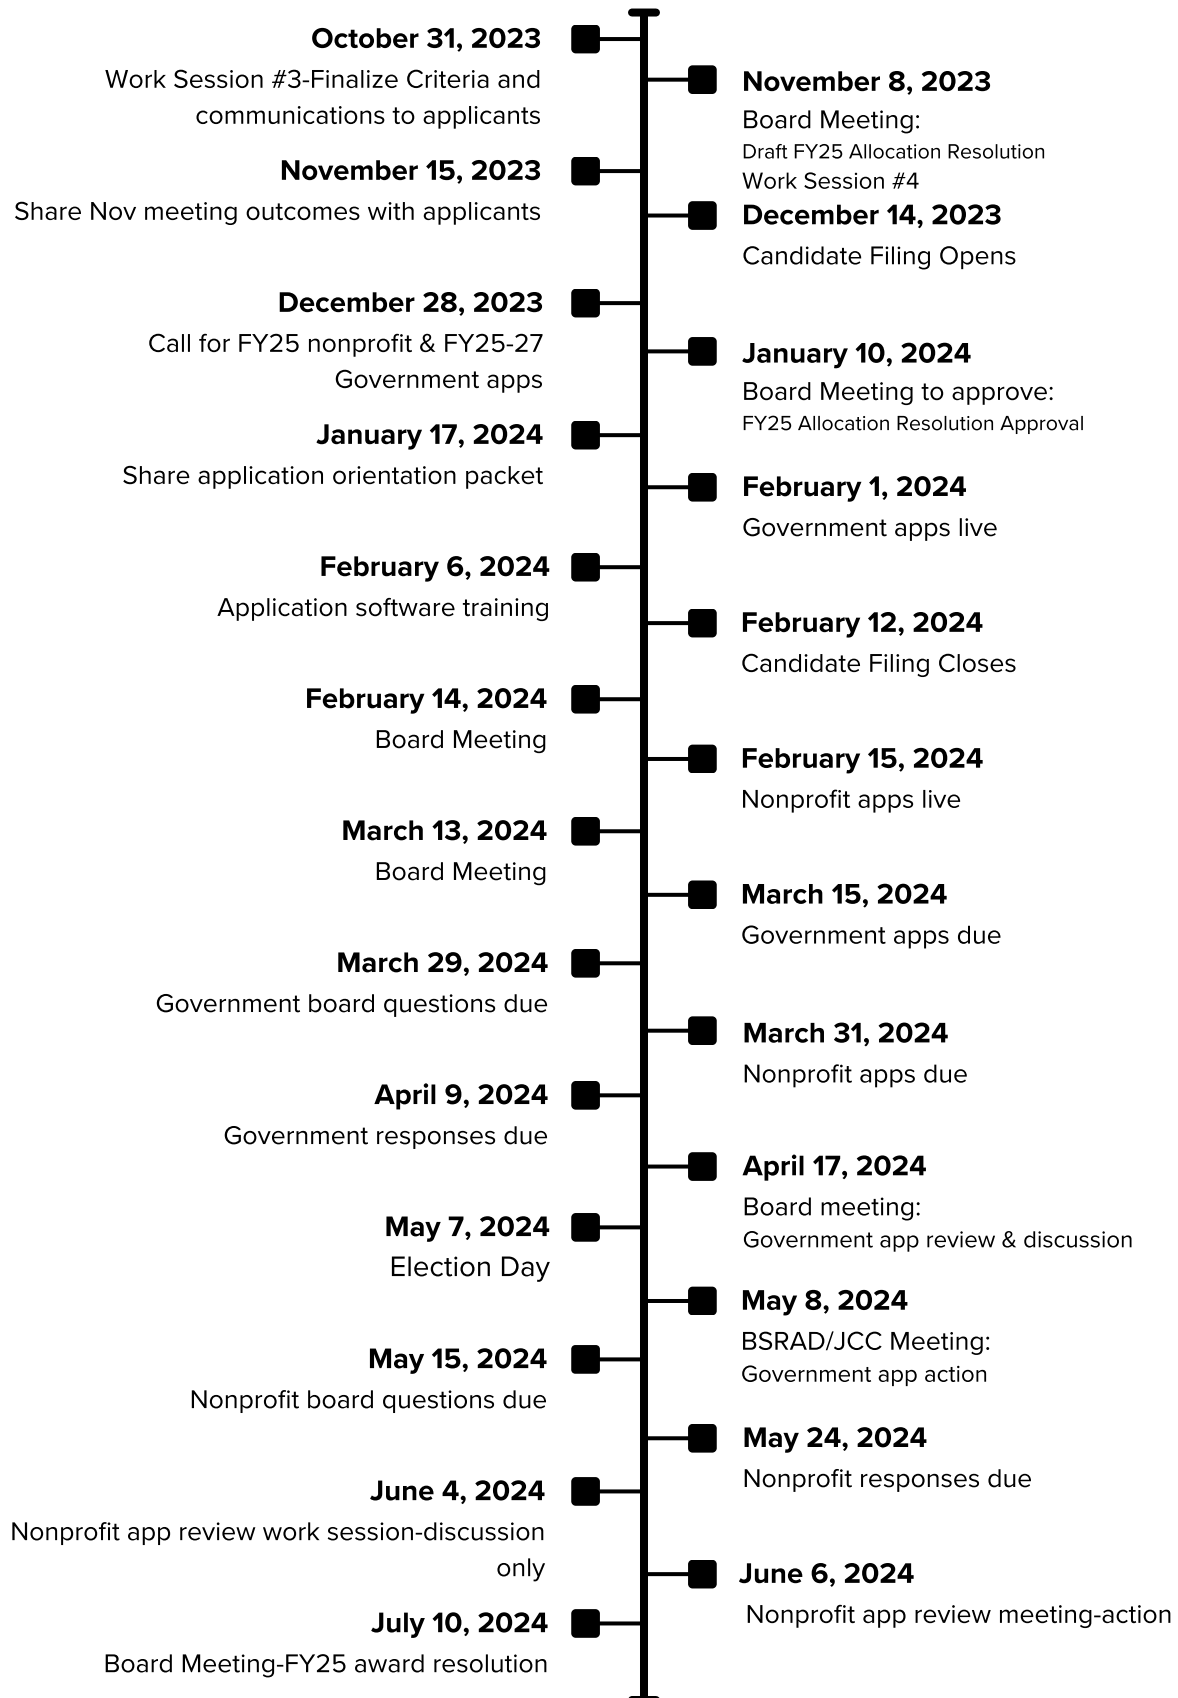 October 31, 2023
Work Session #3-Finalize Criteria and
communications to applicants
November 8, 2023
Board Meeting:
Draft FY25 Allocation Resolution
Work Session #4
November 15, 2023
Share Nov meeting outcomes with applicants
December 14, 2023
Candidate Filing Opens
December 28, 2023
Call for FY25 nonprofit & FY25-27
Government apps
January 10, 2024
Board Meeting to approve:
FY25 Allocation Resolution Approval
January 17, 2024
Share application orientation packet
February 1, 2024
Government apps live
February 6, 2024
Application software training
February 12, 2024
Candidate Filing Closes
February 14, 2024
Board Meeting
February 15, 2024
Nonprofit apps live
March 13, 2024
Board Meeting
March 15, 2024
Government apps due
March 29, 2024
Government board questions due
March 31, 2024
Nonprofit apps due
April 9, 2024
Government responses due
April 17, 2024
Board meeting:
Government app review & discussion
May 7, 2024
Election Day
May 8, 2024
BSRAD/JCC Meeting:
Government app action
May 15, 2024
Nonprofit board questions due
May 24, 2024
Nonprofit responses due
June 4, 2024
Nonprofit app review work session-discussion
only
June 6, 2024
Nonprofit app review meeting-action
July 10, 2024
Board Meeting-FY25 award resolution